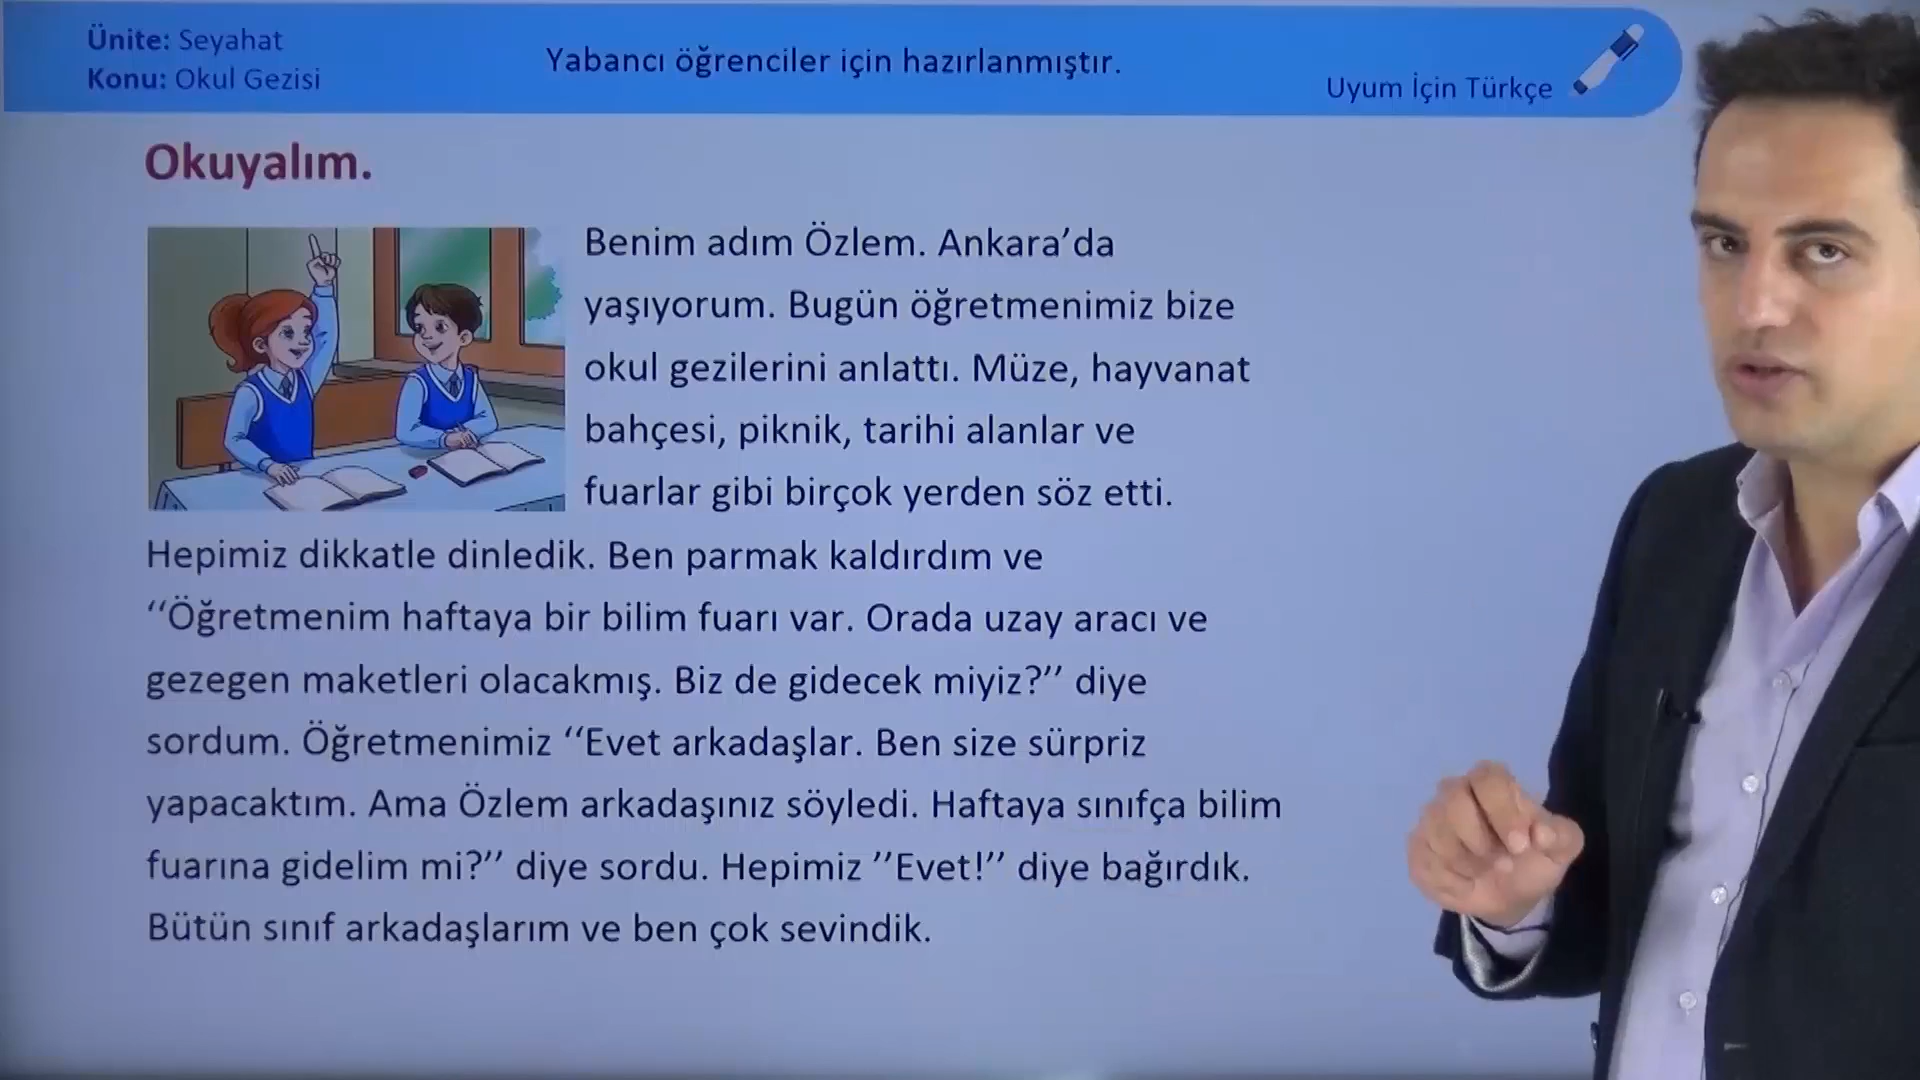 Ünite: Seyahat
Konu: Okul Gezisi
Yabancı öğrenciler için hazırlanmıştır.
Uyum İçin Türkçe
Okuyalım.
Benim adım Özlem. Ankara’da
yaşıyorum. Bugün öğretmenimiz bize
okul gezilerini anlattı. Müze, hayvanat
bahçesi, piknik, tarihi alanlar ve
fuarlar gibi birçok yerden söz etti.
Hepimiz dikkatle dinledik. Ben parmak kaldırdım ve
‘‘Öğretmenim haftaya bir bilim fuarı var. Orada uzay aracı ve
gezegen maketleri olacakmış. Biz de gidecek miyiz?’’ diye
sordum. Öğretmenimiz ‘‘Evet arkadaşlar. Ben size sürpriz
yapacaktım. Ama Özlem arkadaşınız söyledi. Haftaya sınıfça bilim
fuarına gidelim mi?’’ diye sordu. Hepimiz ’’Evet!’’ diye bağırdık.
Bütün sınıf arkadaşlarım ve ben çok sevindik.